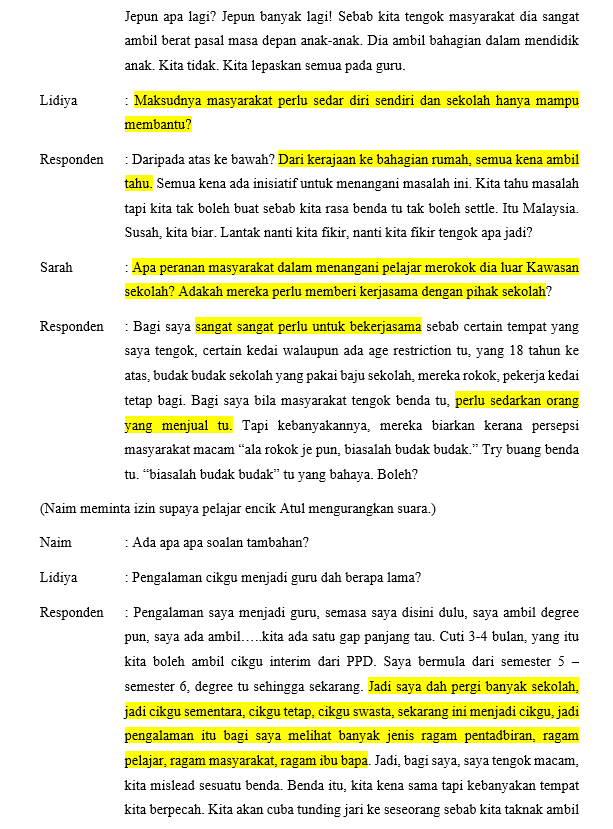 Jepun apa lagi? Jepun banyak lagi! Sebab kita tengok masyarakat dia sangat
ambil berat pasal masa depan anak-anak. Dia ambil bahagian dalam mendidik
anak. Kita tidak. Kita lepaskan semua pada guru.
Lidiya : Maksudnya masyarakat perlu sedar diri sendiri dan sekolah hanya mampu
membantu?
Responden : Daripada atas ke bawah? Dari kerajaan ke bahagian rumah, semua kena ambil
tahu. Semua kena ada inisiatif untuk menangani masalah ini. Kita tahu masalah
tapi kita tak boleh buat sebab kita rasa benda tu tak boleh settle. Itu Malaysia.
Susah, kita biar. Lantak nanti kita fikir, nanti kita fikir tengok apa jadi?
Sarah : Apa peranan masyarakat dalam menangani pelajar merokok dia luar Kawasan
sekolah? Adakah mereka perlu memberi kerjasama dengan pihak sekolah?
Responden : Bagi saya sangat sangat perlu untuk bekerjasama sebab certain tempat yang
saya tengok, certain kedai walaupun ada age restriction tu, yang 18 tahun ke
atas, budak budak sekolah yang pakai baju sekolah, mereka rokok, pekerja kedai
tetap bagi. Bagi saya bila masyarakat tengok benda tu, perlu sedarkan orang
yang menjual tu. Tapi kebanyakannya, mereka biarkan kerana persepsi
masyarakat macam “ala rokok je pun, biasalah budak budak.” Try buang benda
tu. “biasalah budak budak” tu yang bahaya. Boleh?
(Naim meminta izin supaya pelajar encik Atul mengurangkan suara.)
Naim : Ada apa apa soalan tambahan?
Lidiya : Pengalaman cikgu menjadi guru dah berapa lama?
Responden : Pengalaman saya menjadi guru, semasa saya disini dulu, saya ambil degree
pun, saya ada ambil…..kita ada satu gap panjang tau. Cuti 3-4 bulan, yang itu
kita boleh ambil cikgu interim dari PPD. Saya bermula dari semester 5 –
semester 6, degree tu sehingga sekarang. Jadi saya dah pergi banyak sekolah,
jadi cikgu sementara, cikgu tetap, cikgu swasta, sekarang ini menjadi cikgu, jadi
pengalaman itu bagi saya melihat banyak jenis ragam pentadbiran, ragam
pelajar, ragam masyarakat, ragam ibu bapa. Jadi, bagi saya, saya tengok macam,
kita mislead sesuatu benda. Benda itu, kita kena sama tapi kebanyakan tempat
kita berpecah. Kita akan cuba tunding jari ke seseorang sebab kita taknak ambil